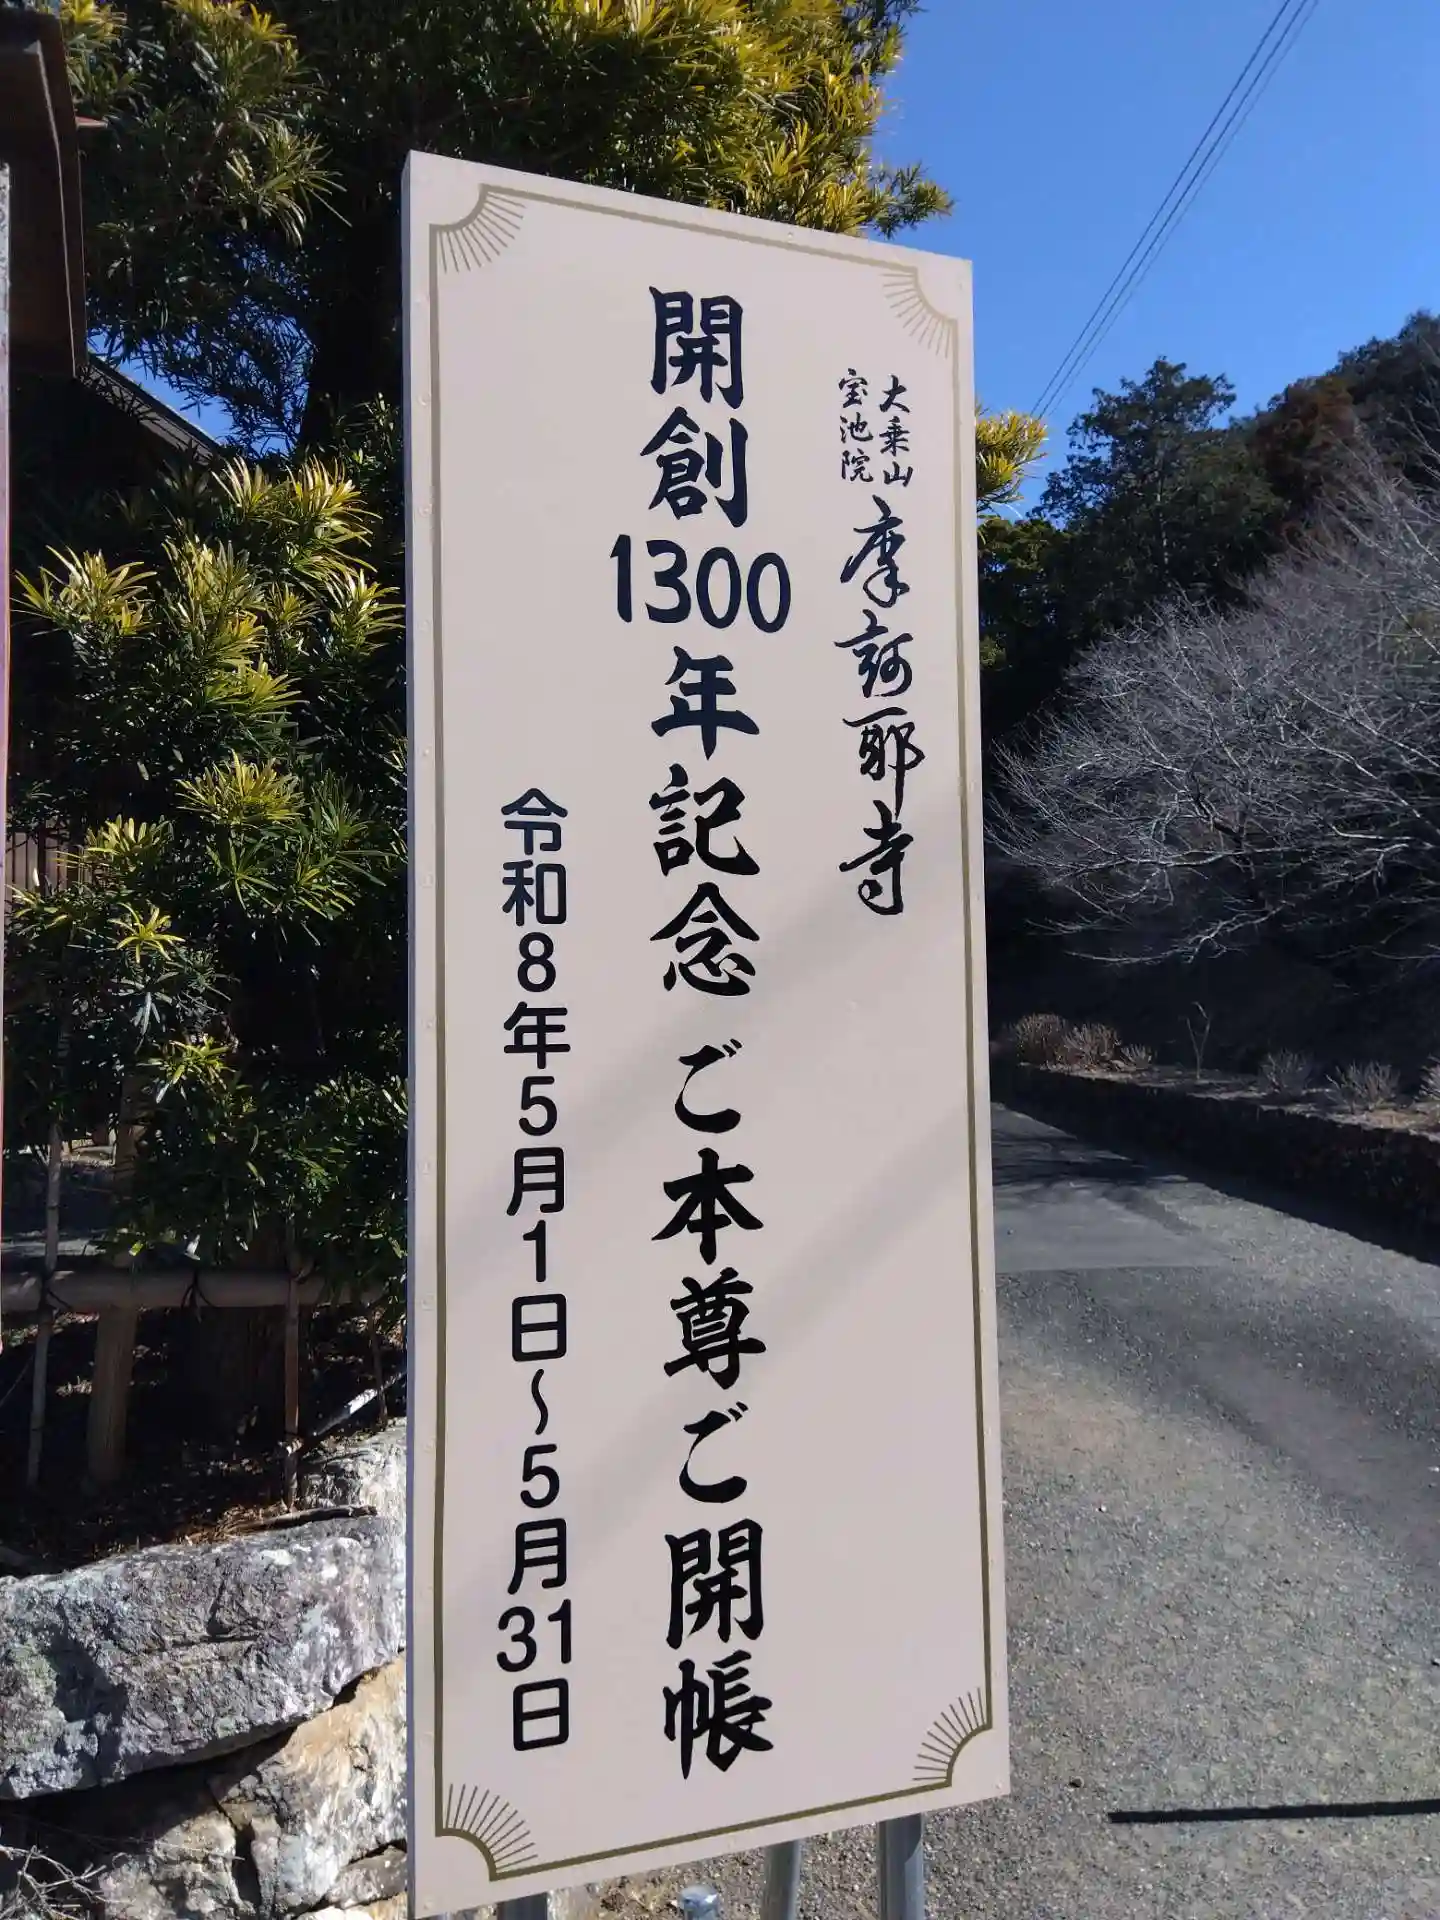 大乗山
宝池院
摩訶耶寺
開創1300年記念 ご本尊ご開帳
令和8年5月1日～5月31日